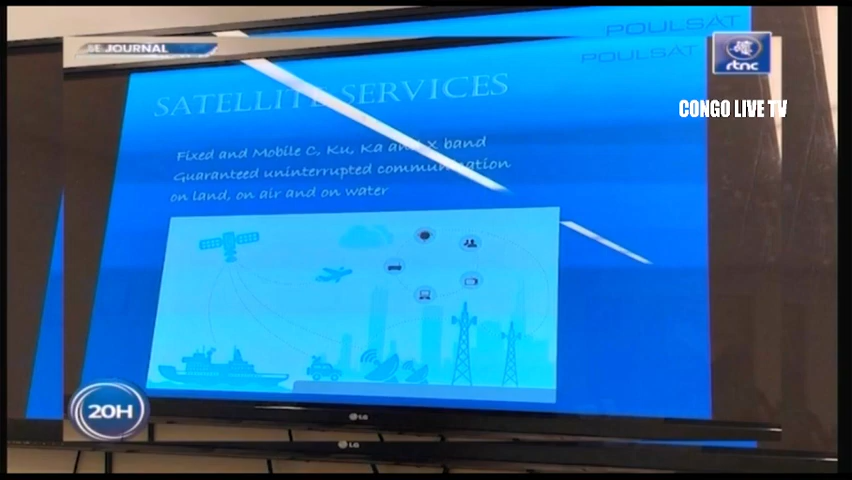 POULSAT
LE JOURNAL
POULSAT
rtnc
SATELLITE SERVICES
CONGO LIVE TV
Fixed and Mobile C, Ku, Ka and X band
Guaranteed uninterrupted communication
on land, on air and on water
20H
LG
LG